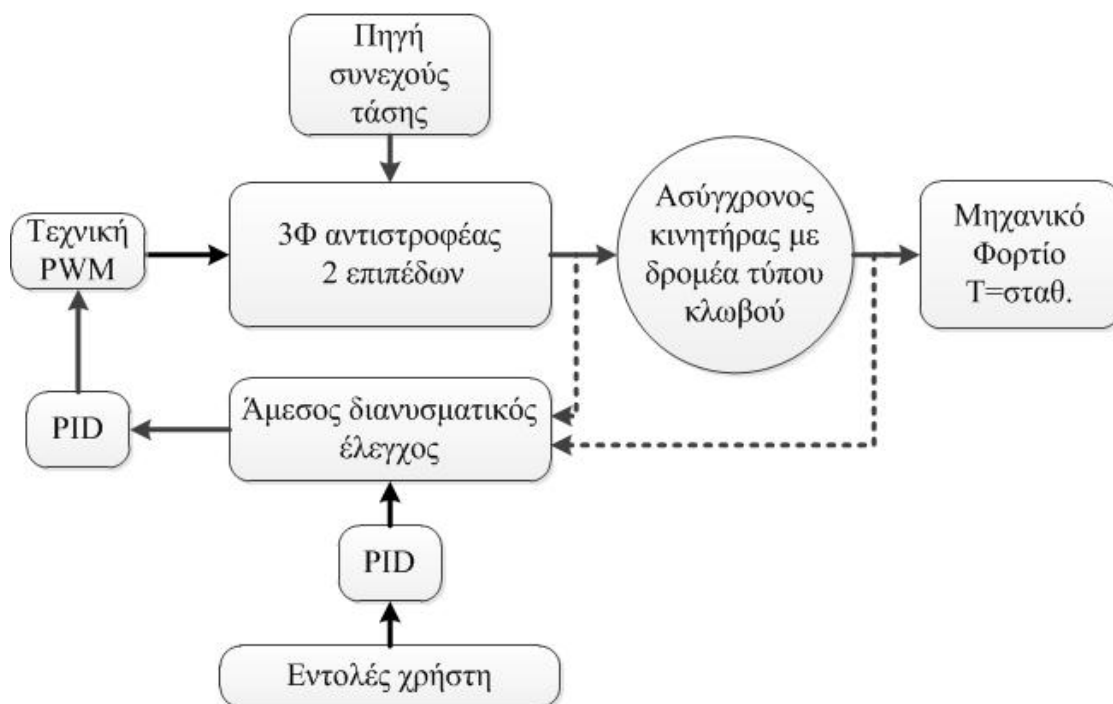 Πηγή
συνεχούς
τάσης
Τεχνική
PWM
3Φ αντιστροφέας
2 επιπέδων
Ασύγχρονος
κινητήρας με
δρομέα τύπου
κλωβού
Μηχανικό
Φορτίο
Τ=σταθ.
PID
Άμεσος διανυσματικός
έλεγχος
PID
Εντολές χρήστη